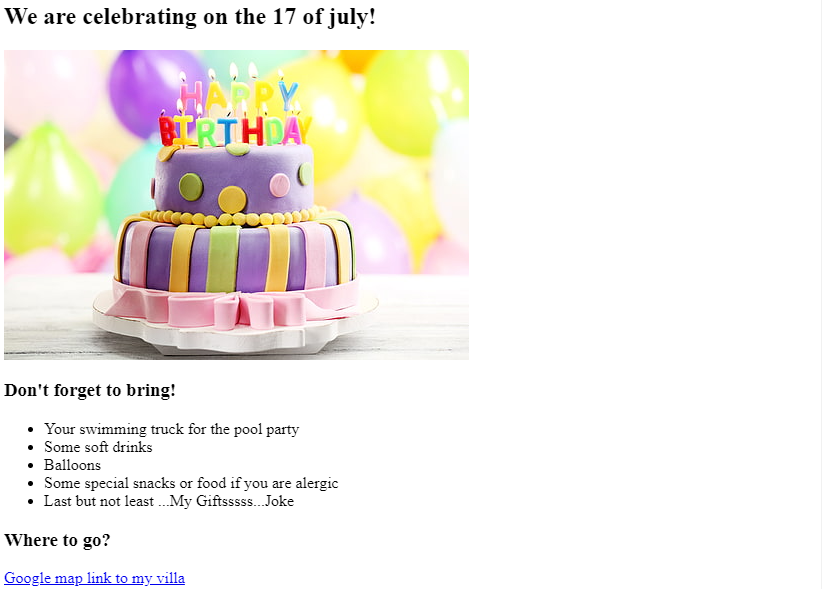 We are celebrating on the 17 of july!
HAPPY
BIRTHDAY
Don't forget to bring!
Your swimming truck for the pool party
Some soft drinks
Balloons
Some special snacks or food if you are alergic
Last but not least ...My Giftsssss...Joke
Where to go?
Google map link to my villa